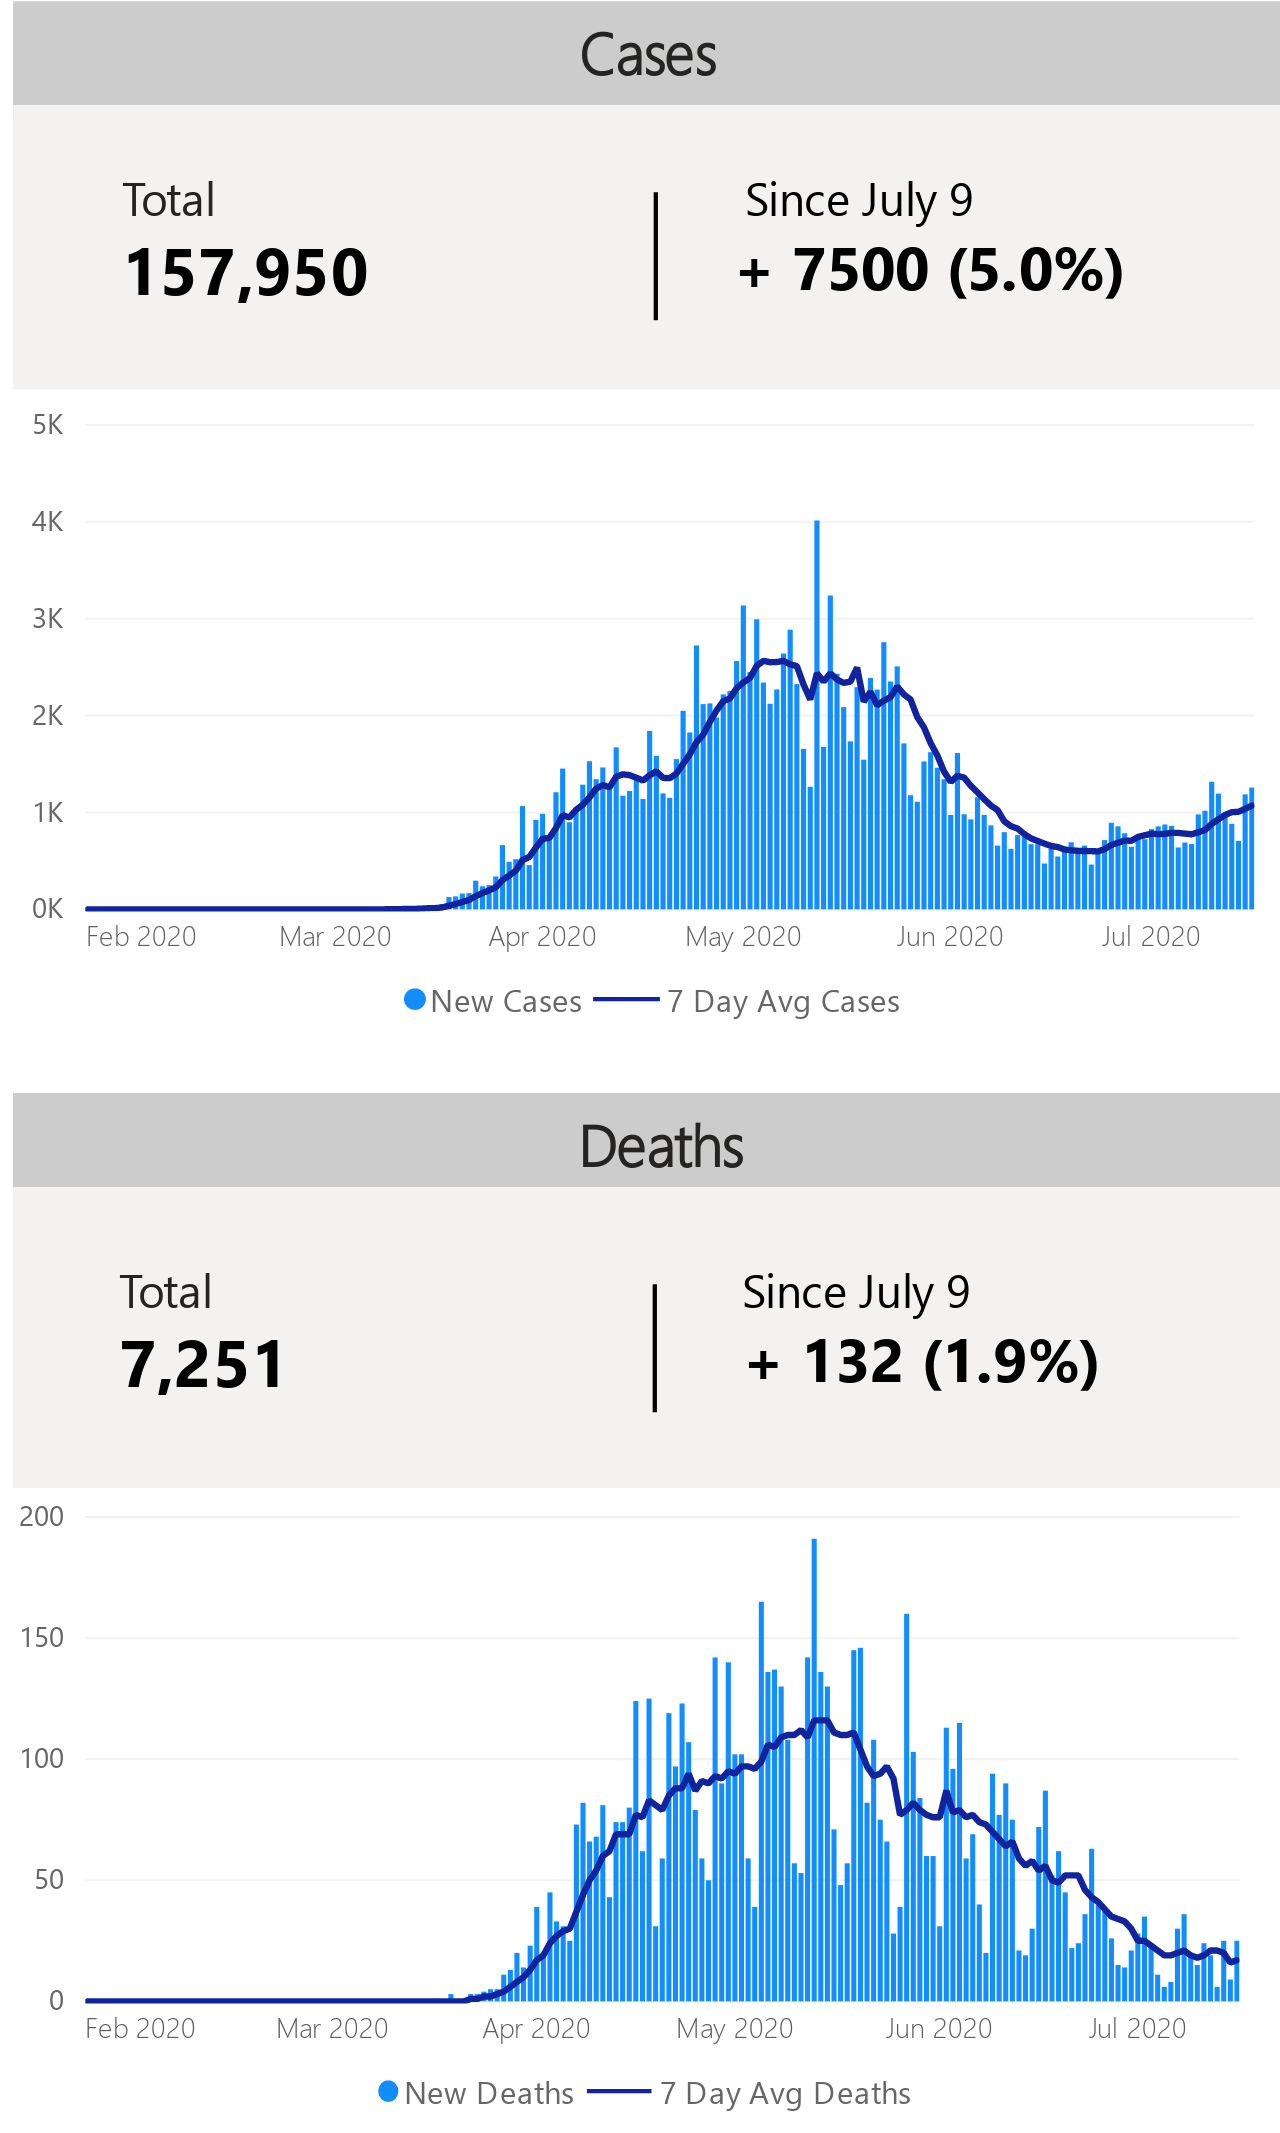 Cases
Total
Since July 9
157,950
+ 7500 (5.0%)
5K
4K
3K
2K
1K
0K
Feb 2020 Mar 2020 Apr 2020 May 2020 Jun 2020 Jul 2020
New Cases 7 Day Avg Cases
Deaths
Total
Since July 9
7,251
+ 132 (1.9%)
200
150
100
50
0
Feb 2020 Mar 2020 Apr 2020 May 2020 Jun 2020 Jul 2020
New Deaths 7 Day Avg Deaths